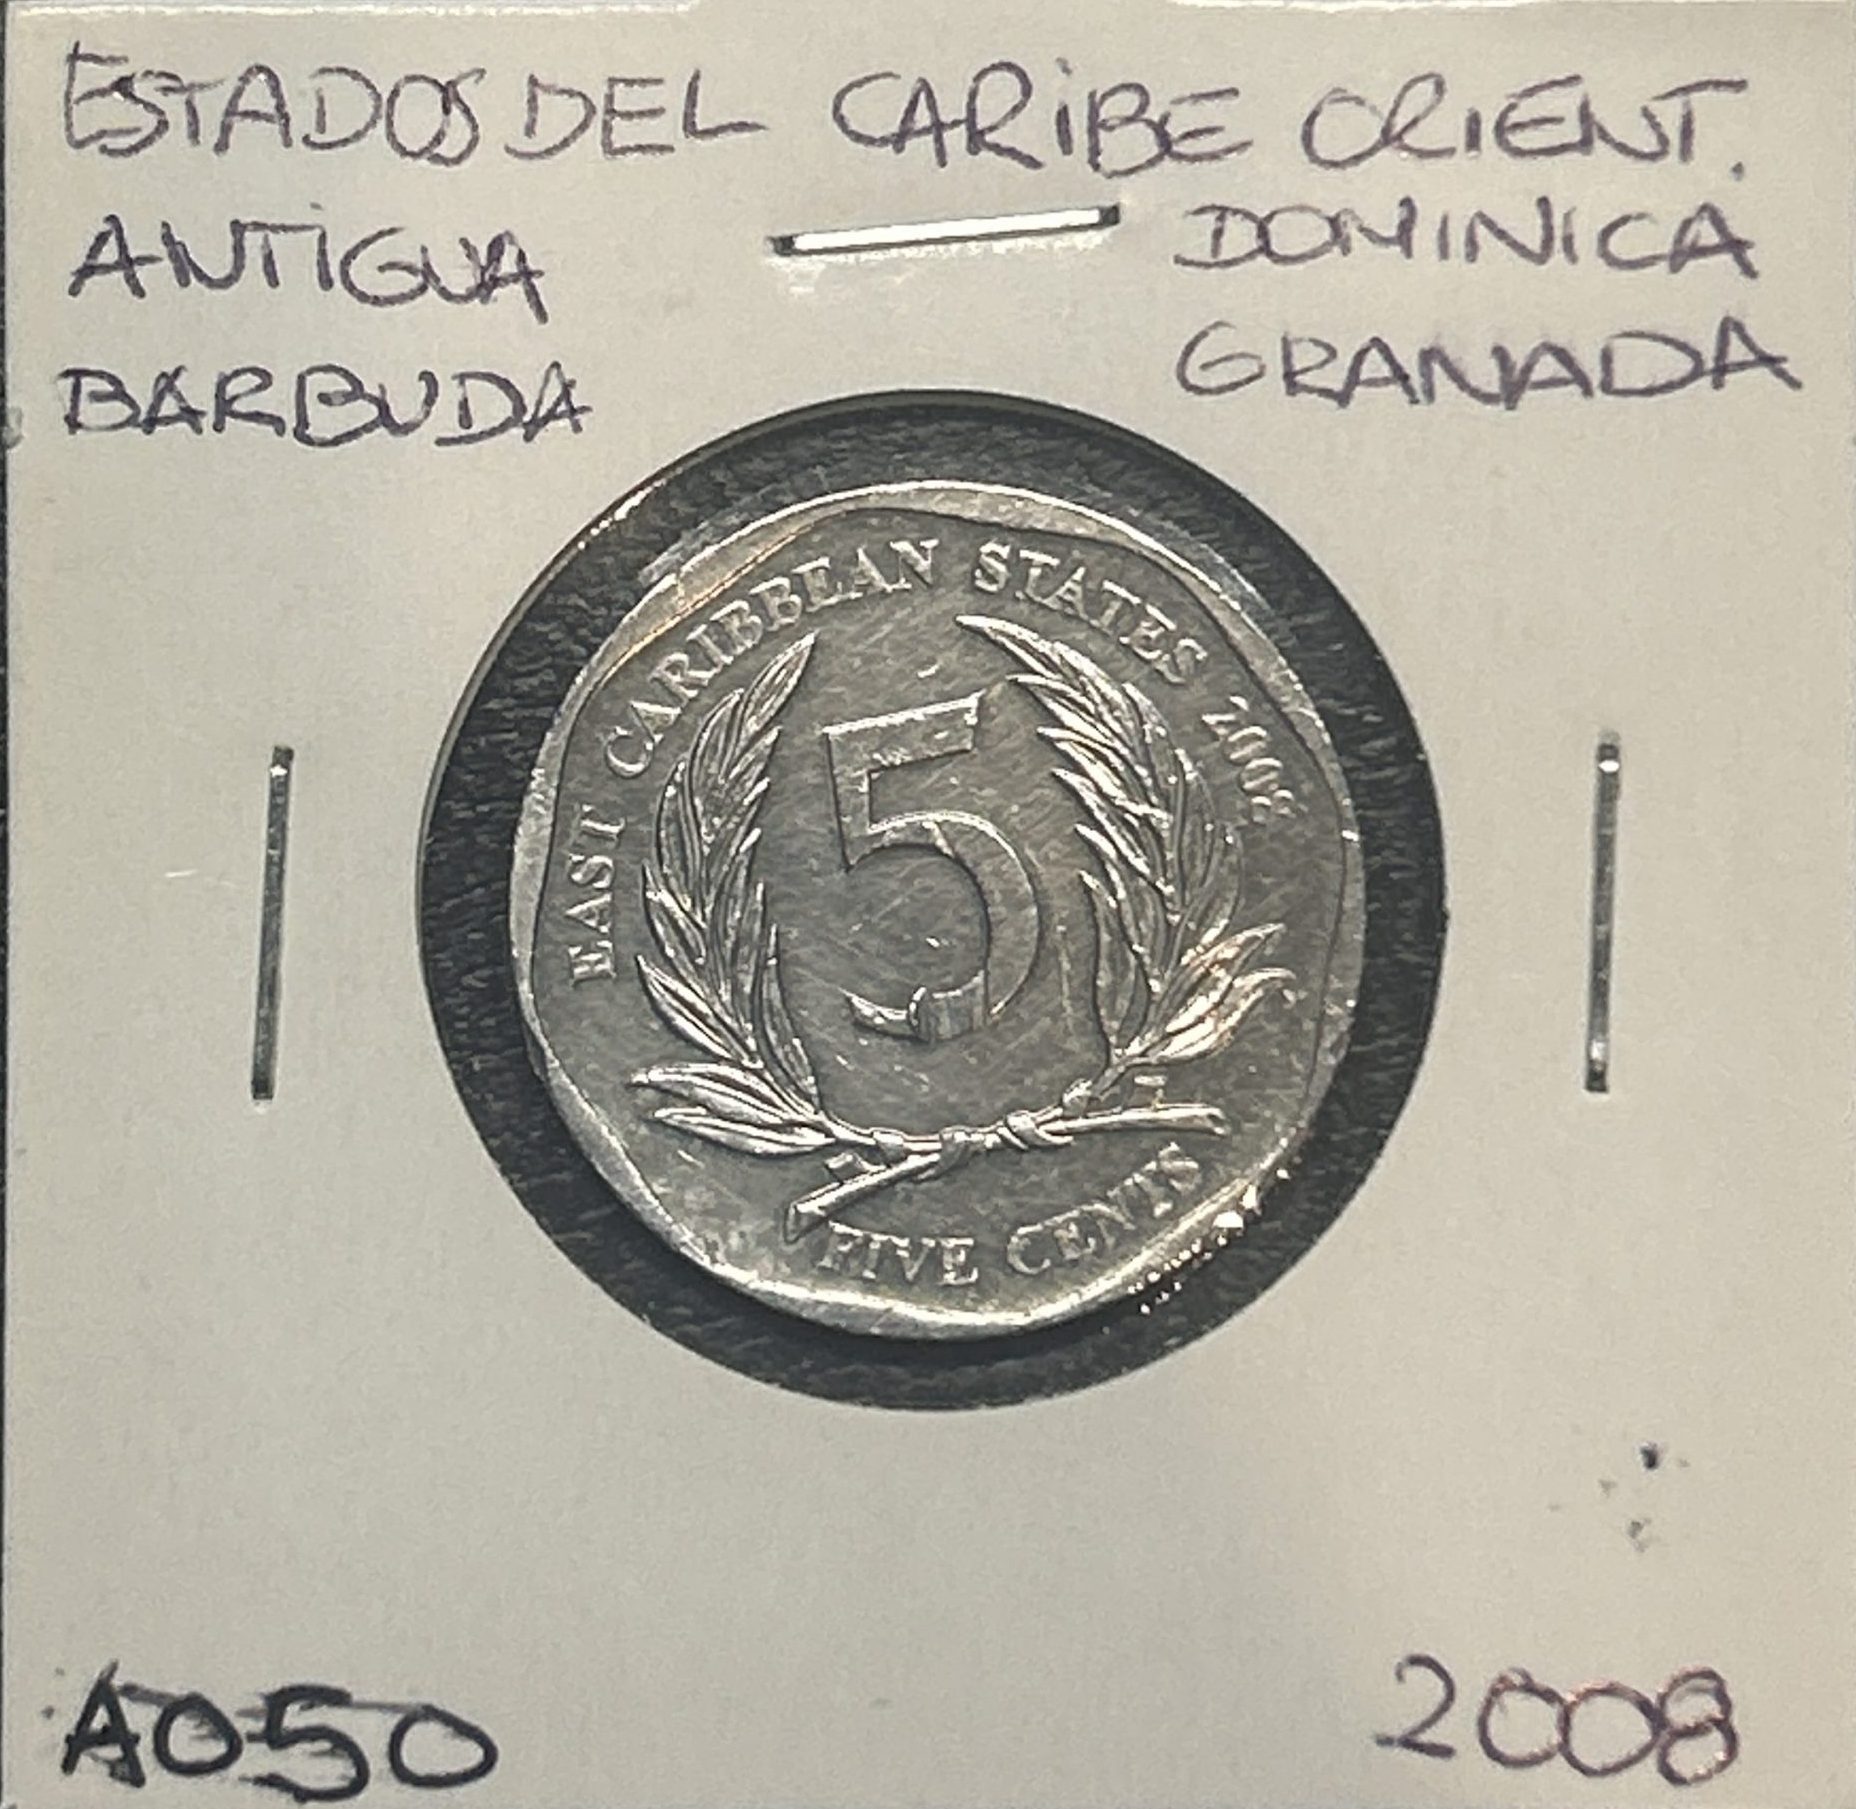 ESTADOS DEL CARIBE ORIENT.
ANTIGUA
BARBUDA
DOMINICA
GRANADA
EAST CARIBBEAN STATES 2008
5
FIVE CENTS
A050
2008